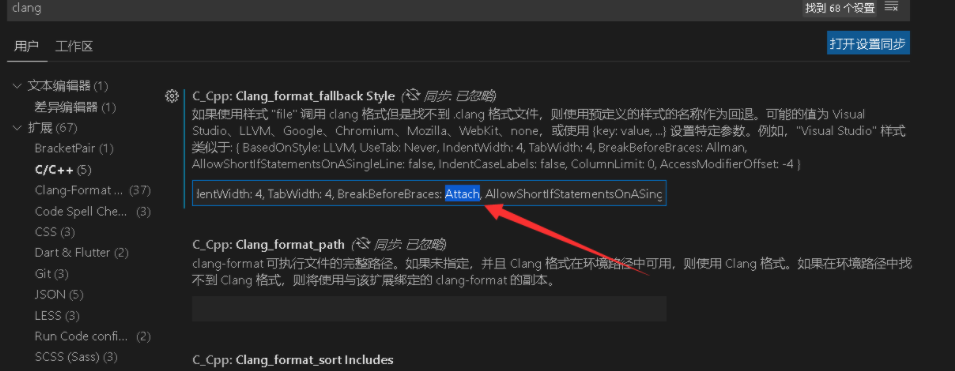 clang
找到 68 个设置
用户
工作区
打开设置同步
文本编辑器 (1)
差异编辑器 (1)
扩展 (67)
BracketPair (1)
C/C++ (5)
Clang-Format ... (37)
Code Spell Che... (3)
CSS (3)
Dart & Flutter (2)
Git (3)
JSON (5)
LESS (3)
Run Code confi... (2)
SCSS (Sass) (3)
C_Cpp: Clang_format_fallback Style (同步: 已忽略)
如果使用样式 "file" 调用 clang 格式但是找不到 .clang 格式文件，则使用预定义的样式的名称作为回退。可能的值为 Visual
Studio、LLVM、Google、Chromium、Mozilla、WebKit、none，或使用 {key: value, ...} 设置特定参数。例如，"Visual Studio" 样式
类似于: { BasedOnStyle: LLVM, UseTab: Never, IndentWidth: 4, TabWidth: 4, BreakBeforeBraces: Allman,
AllowShortIfStatementsOnASingleLine: false, IndentCaseLabels: false, ColumnLimit: 0, AccessModifierOffset: -4 }
dentWidth: 4, TabWidth: 4, BreakBeforeBraces: Attach, AllowShortIfStatementsOnASing
C_Cpp: Clang_format_path (同步: 已忽略)
clang-format 可执行文件的完整路径。如果未指定，并且 Clang 格式在环境路径中可用，则使用 Clang 格式。如果在环境路径中找
不到 Clang 格式，则将使用与该扩展绑定的 clang-format 的副本。
C_Cpp: Clang_format_sort Includes